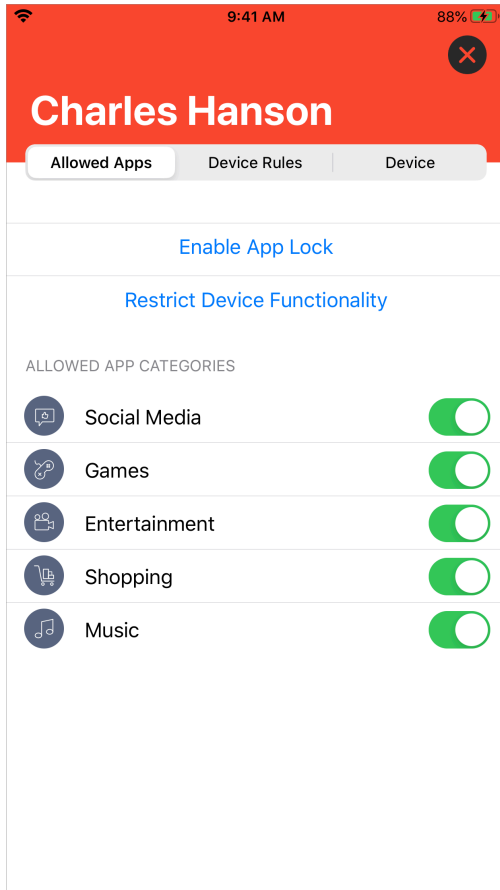 9:41 AM 88%
Charles Hanson
Allowed Apps Device Rules Device
Enable App Lock
Restrict Device Functionality
ALLOWED APP CATEGORIES
Social Media
Games
Entertainment
Shopping
Music